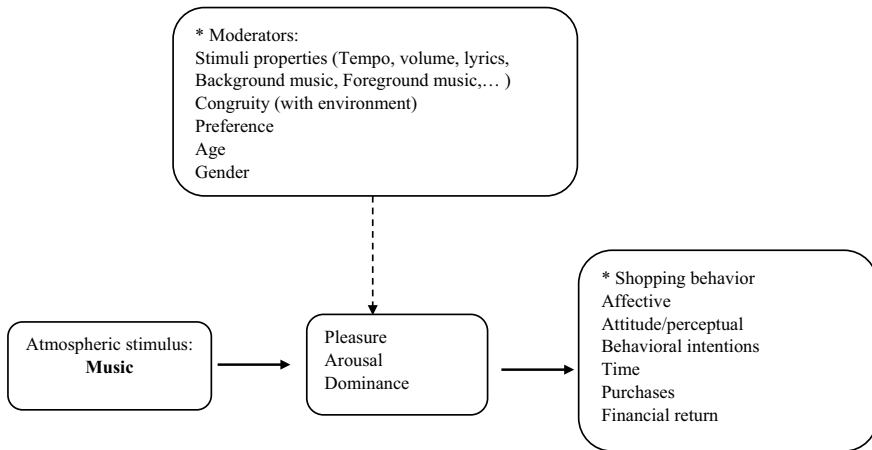 * Moderators:
Stimuli properties (Tempo, volume, lyrics,
Background music, Foreground music,… )
Congruity (with environment)
Preference
Age
Gender
Atmospheric stimulus:
Music
Pleasure
Arousal
Dominance
* Shopping behavior
Affective
Attitude/perceptual
Behavioral intentions
Time
Purchases
Financial return